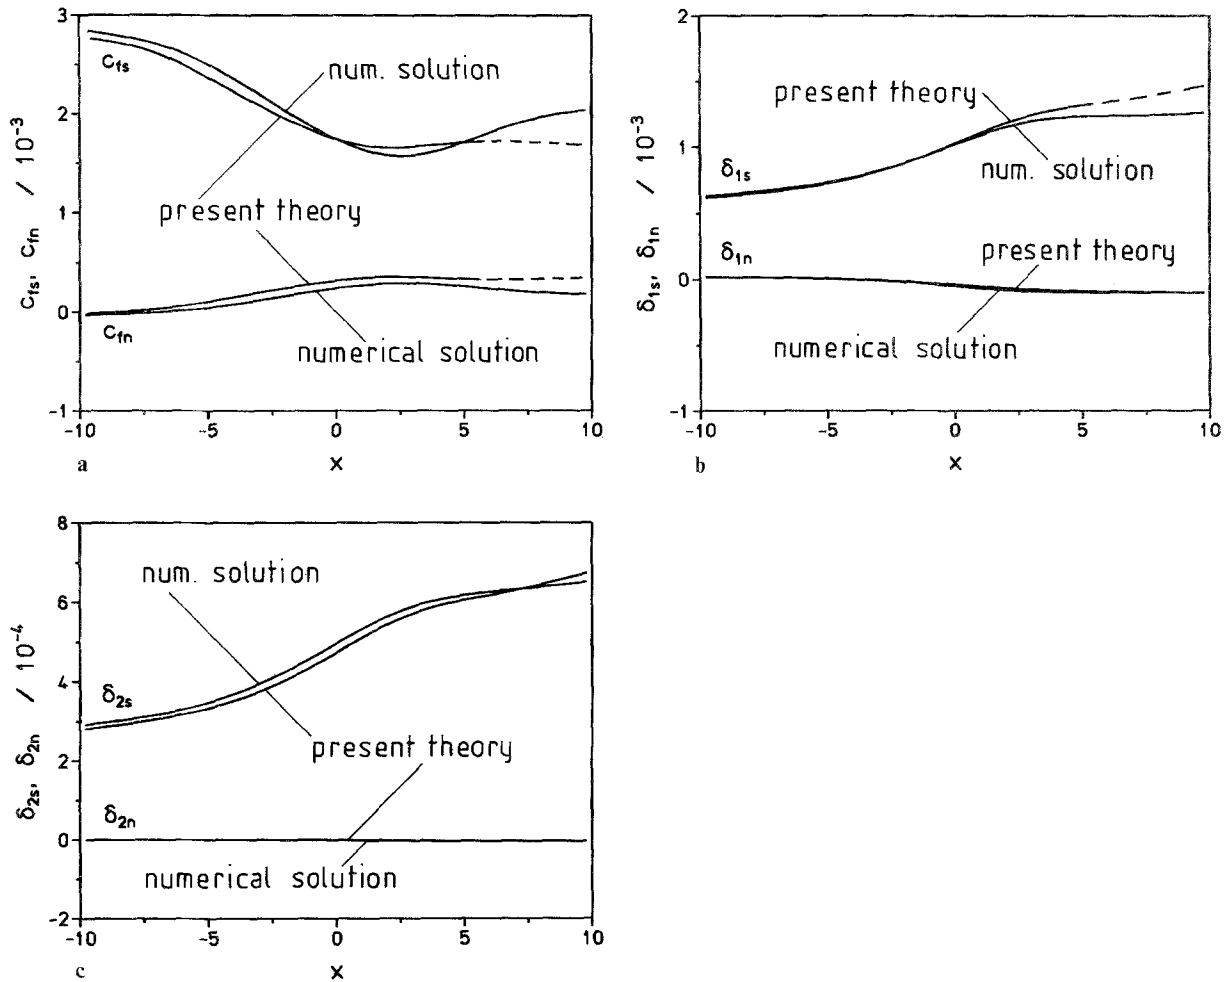 3
2
1
0
-1
c_fs, c_fn / 10⁻³
c_fs
num. solution
present theory
c_fn
numerical solution
-10
-5
0
5
10
x
a
2
1
0
-1
δ_1s, δ_1n / 10⁻³
present theory
δ_1s
num. solution
δ_1n
present theory
numerical solution
-10
-5
0
5
10
x
b
8
6
4
2
0
-2
δ_2s, δ_2n / 10⁻⁴
num. solution
δ_2s
present theory
δ_2n
numerical solution
-10
-5
0
5
10
x
c